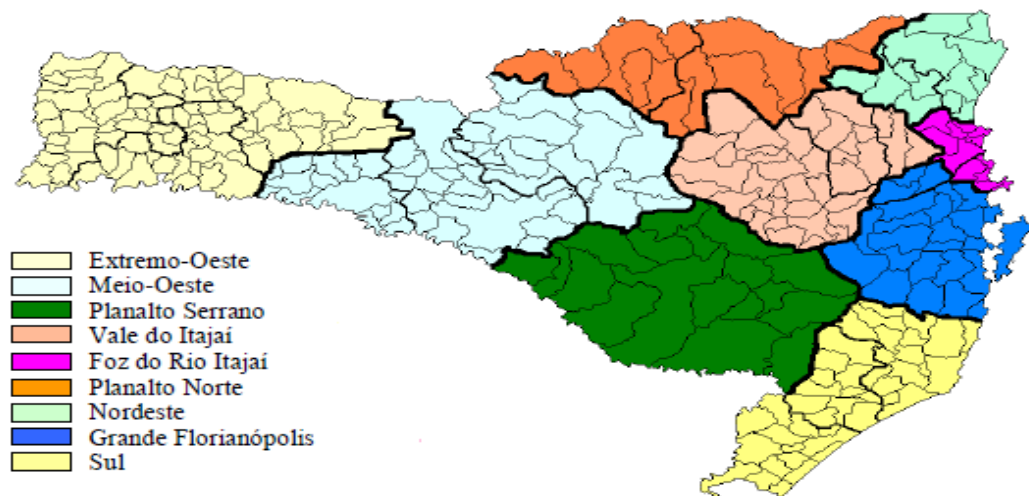 Extremo-Oeste
Meio-Oeste
Planalto Serrano
Vale do Itajaí
Foz do Rio Itajaí
Planalto Norte
Nordeste
Grande Florianópolis
Sul